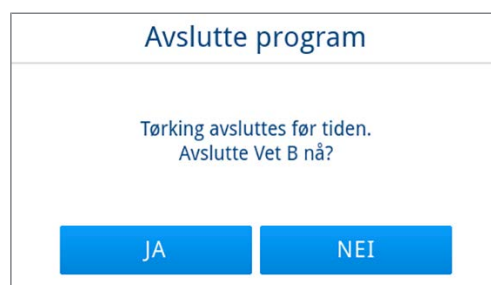 Avslutte program
Tørking avsluttes før tiden.
Avslutte Vet B nå?
JA
NEI